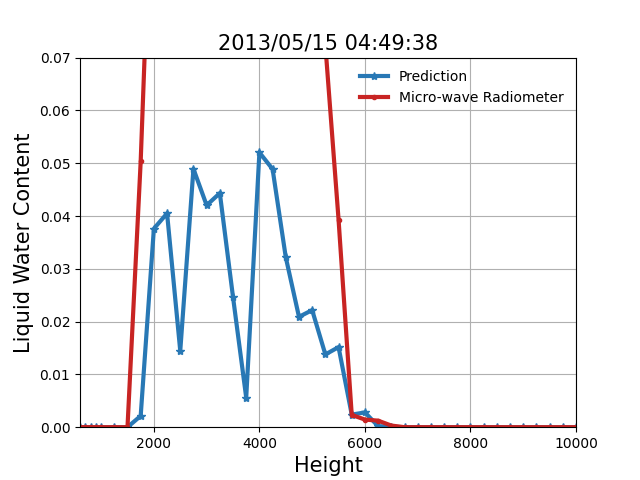 2013/05/15 04:49:38
Prediction
Micro-wave Radiometer
Liquid Water Content
0.07
0.06
0.05
0.04
0.03
0.02
0.01
0.00
2000 4000 6000 8000 10000
Height